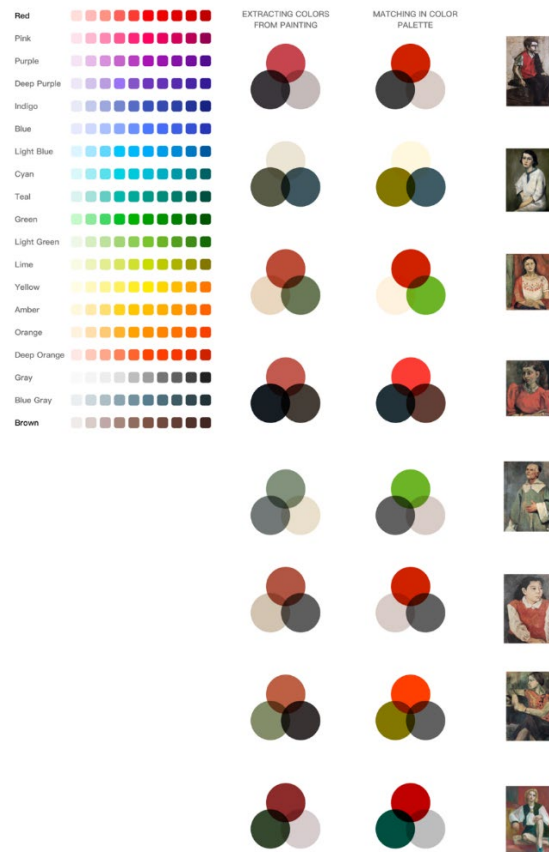 Red
Pink
Purple
Deep Purple
Indigo
Blue
Light Blue
Cyan
Teal
Green
Light Green
Lime
Yellow
Amber
Orange
Deep Orange
Gray
Blue Gray
Brown
EXTRACTING COLORS
FROM PAINTING
MATCHING IN COLOR
PALETTE